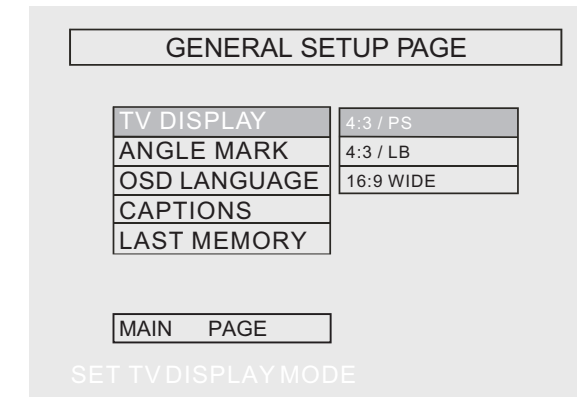 GENERAL SETUP PAGE
TV DISPLAY
4:3 / PS
ANGLE MARK
4:3 / LB
OSD LANGUAGE
16:9 WIDE
CAPTIONS
LAST MEMORY
MAIN PAGE
SET TV DISPLAY MODE